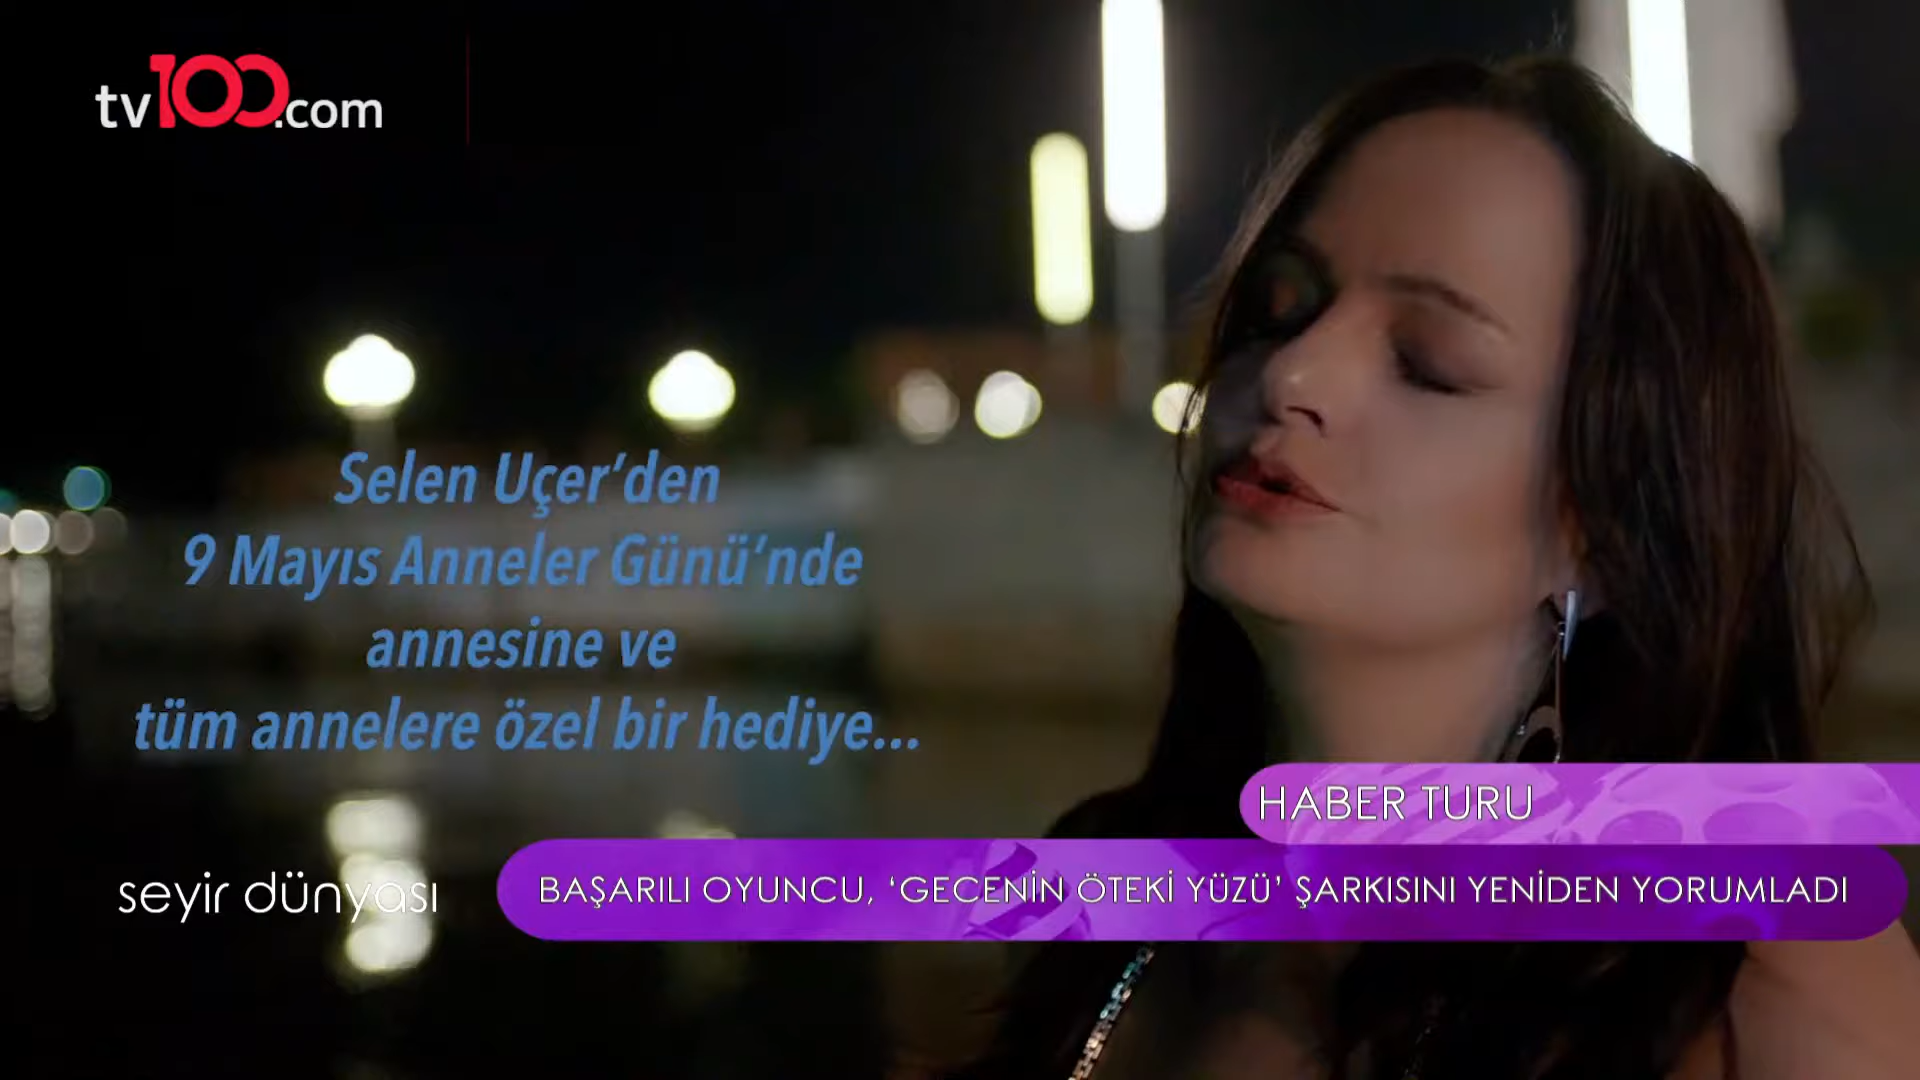 tv100.com
Selen Uçer’den
9 Mayıs Anneler Günü’nde
annesine ve
tüm annelere özel bir hediye...
HABER TURU
seyir dünyası
BAŞARILI OYUNCU, ‘GECENİN ÖTEKİ YÜZÜ’ ŞARKISINI YENİDEN YORUMLADI